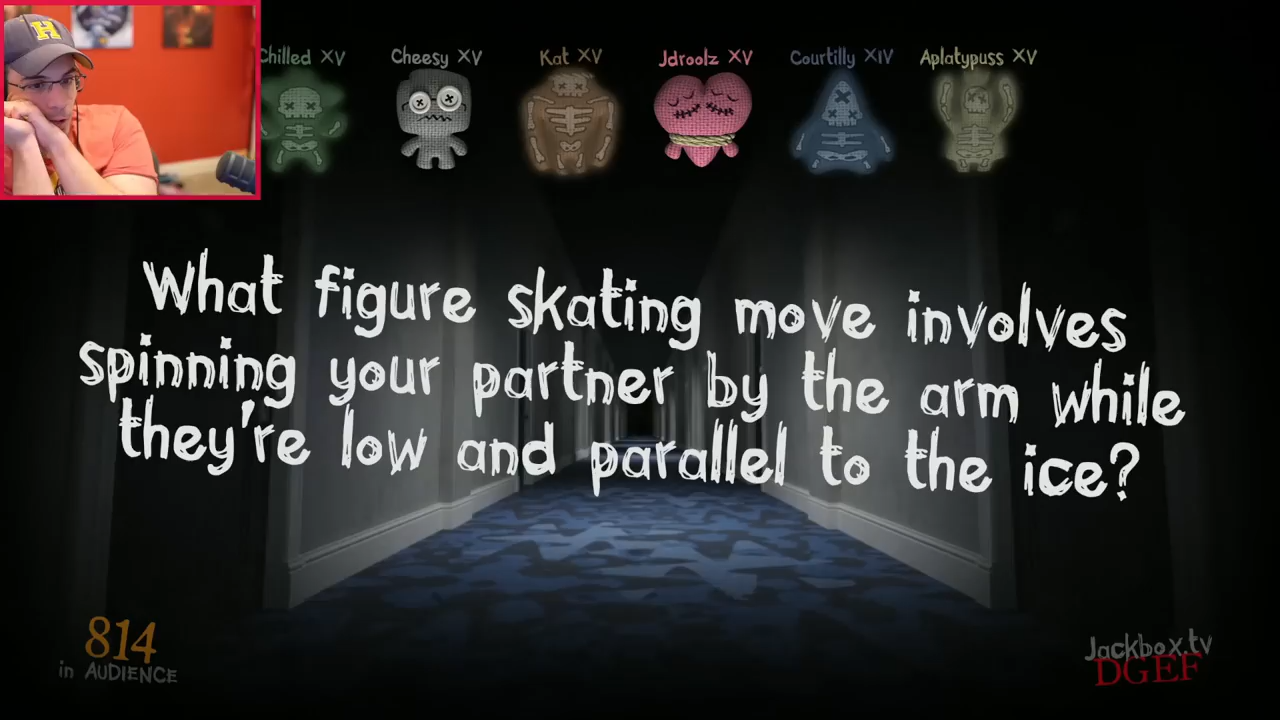 H
Chilled XV Cheesy XV Kat XV Jdroolz XV Courtilly XIV Aplatypuss XV
What figure skating move involves
spinning your partner by the arm while
they're low and parallel to the ice?
814
in AUDIENCE
Jackbox.tv
DGEF